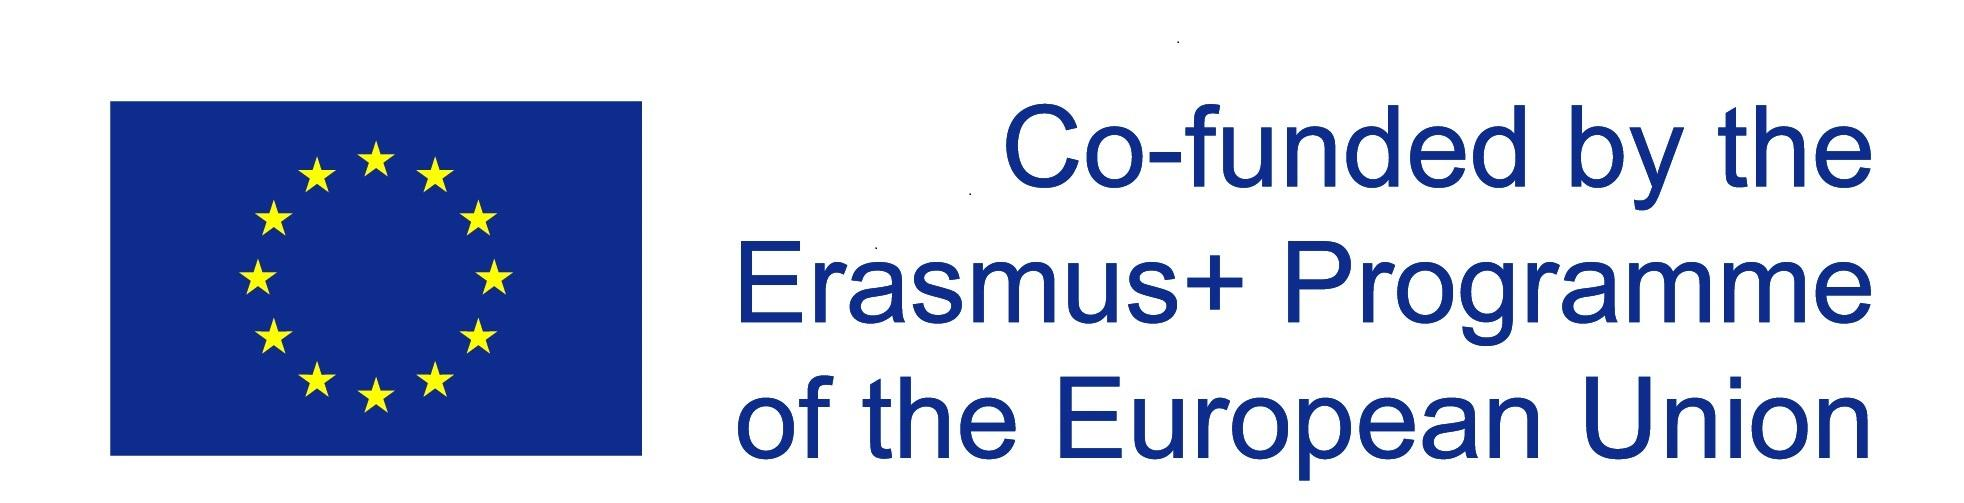 Co-funded by the
Erasmus+ Programme
of the European Union